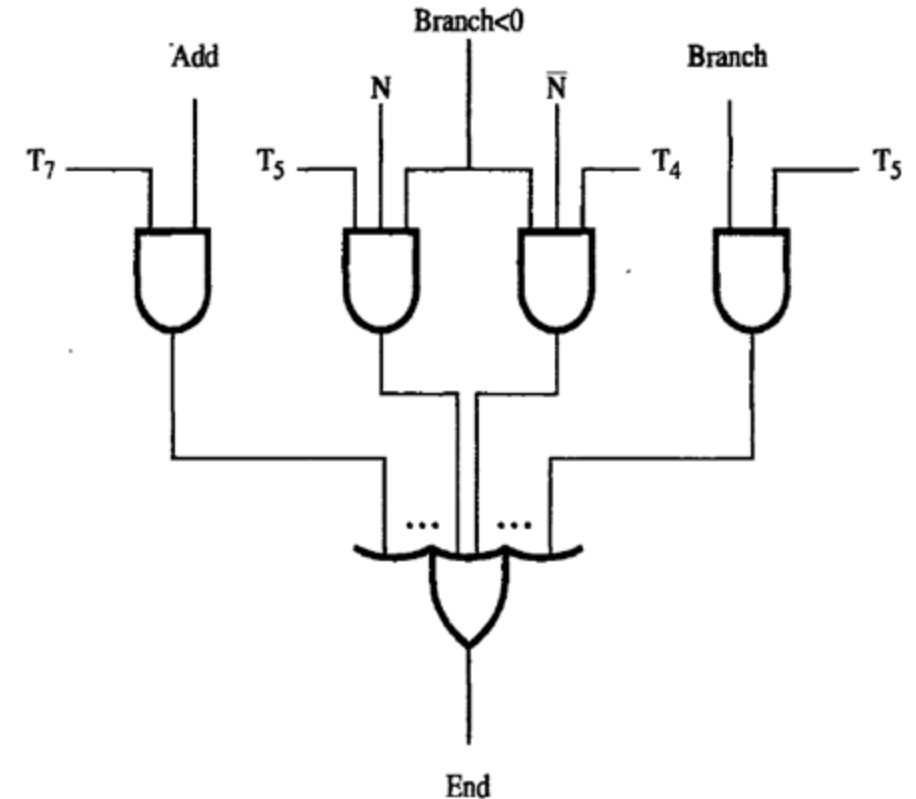 Branch<0
Add
Branch
N
N̅
T₇
T₅
T₄
T₅
...
...
End